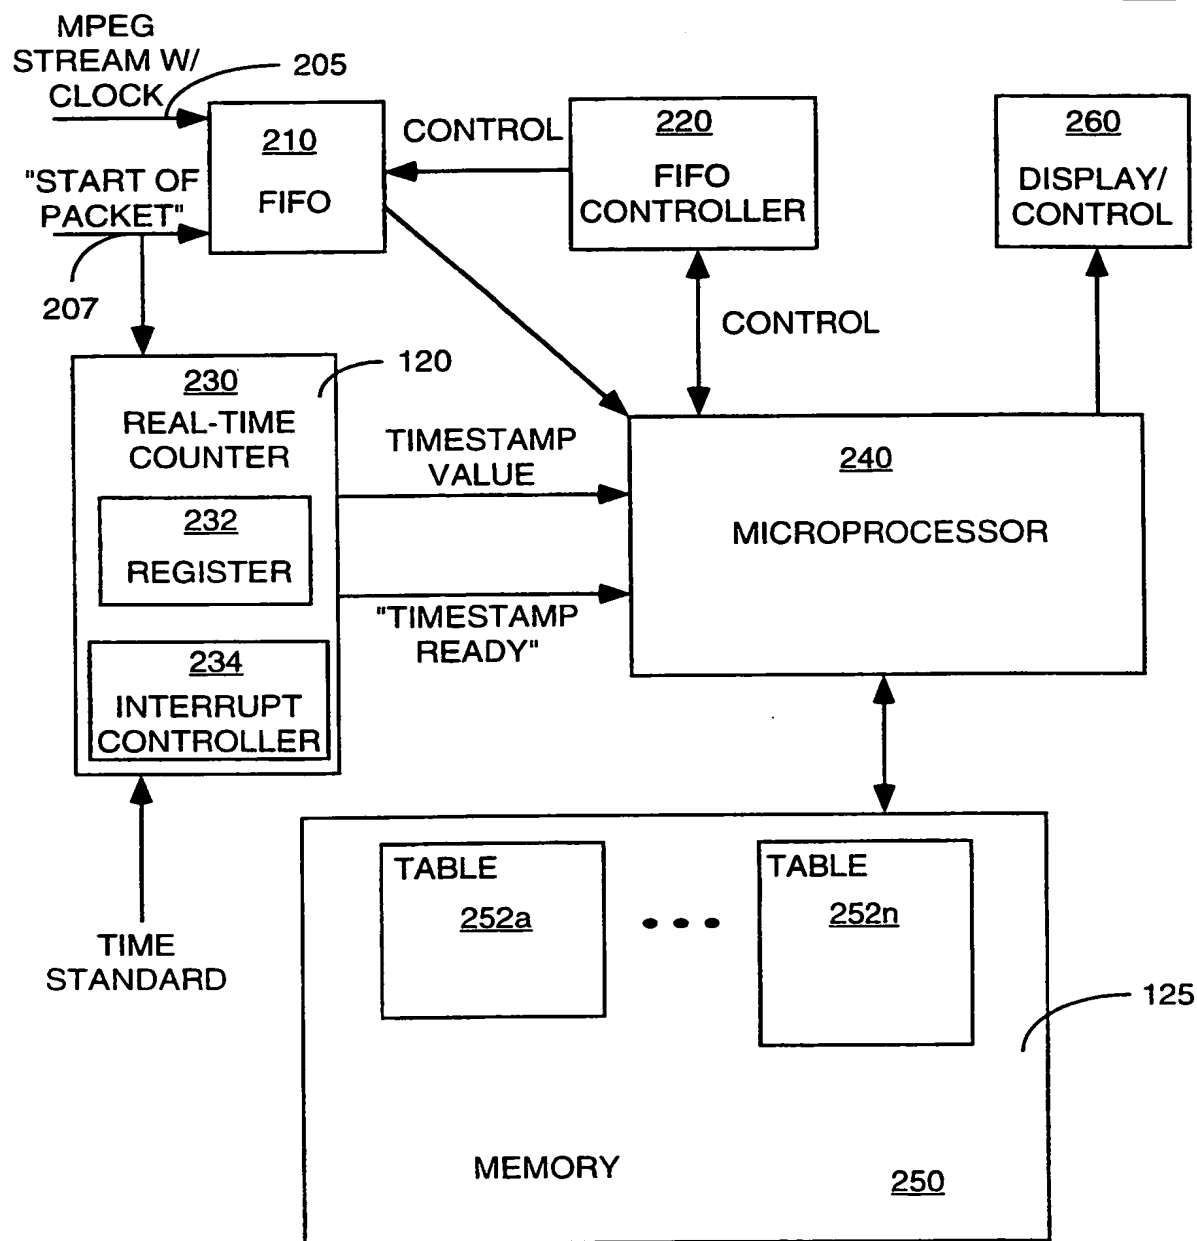 MPEG
STREAM W/
CLOCK
205
"START OF
PACKET"
207
210
FIFO
CONTROL
220
FIFO
CONTROLLER
260
DISPLAY/
CONTROL
CONTROL
120
230
REAL-TIME
COUNTER
232
REGISTER
234
INTERRUPT
CONTROLLER
TIMESTAMP
VALUE
"TIMESTAMP
READY"
240
MICROPROCESSOR
TIME
STANDARD
TABLE
252a
TABLE
252n
125
MEMORY
250